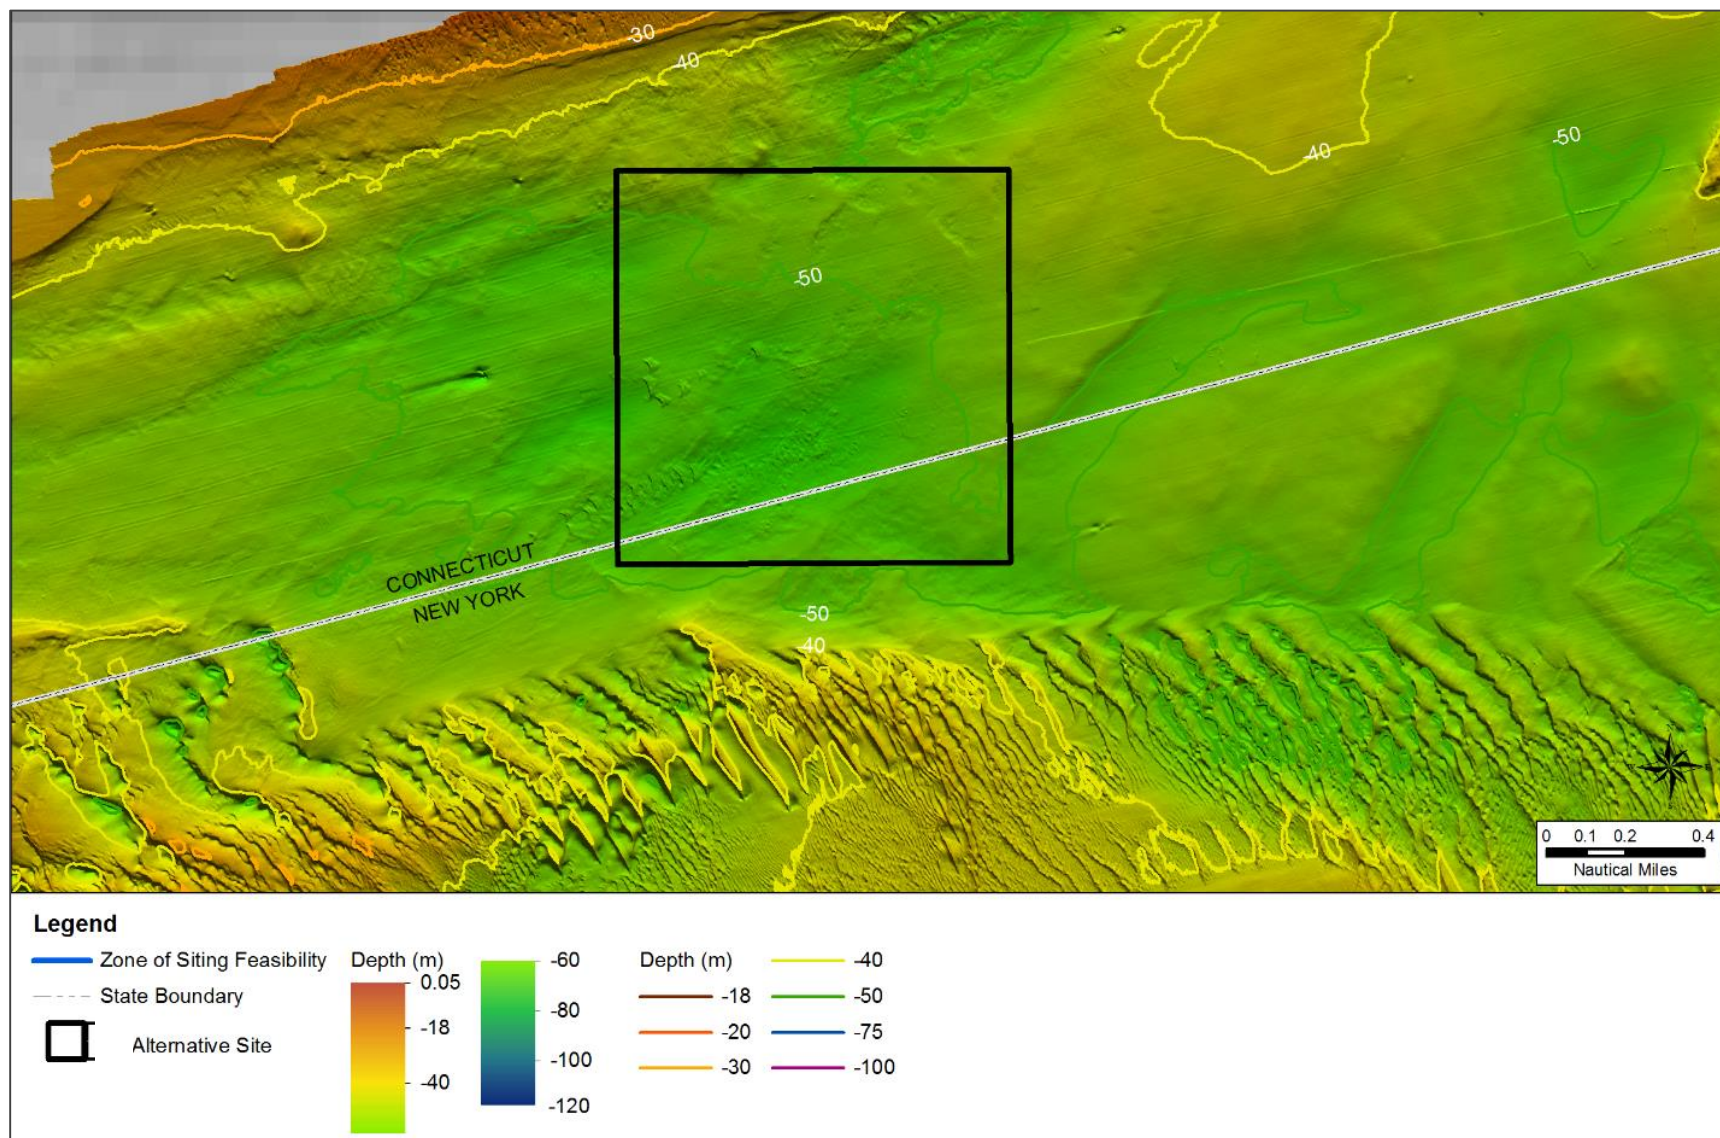 -30
-40
-50
-40
-50
CONNECTICUT
NEW YORK
-50
-40
0 0.1 0.2 0.4
Nautical Miles
Legend
Zone of Siting Feasibility
State Boundary
Alternative Site
Depth (m)
0.05
-18
-40
-60
-80
-100
-120
Depth (m)
-18
-20
-30
-40
-50
-75
-100